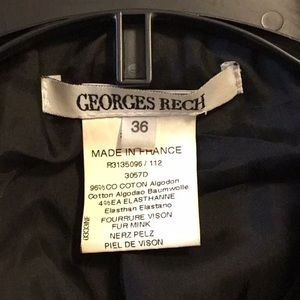 GEORGES RECH
36
MADE IN FRANCE
R3135096 / 112
3057D
96%CO COTON Algodon
Cotton Algodao Baumwolle
4%EA ELASTHANNE
Elasthan Elastano
FOURRURE VISON
FUR MINK
NERZ PELZ
PIEL DE VISON